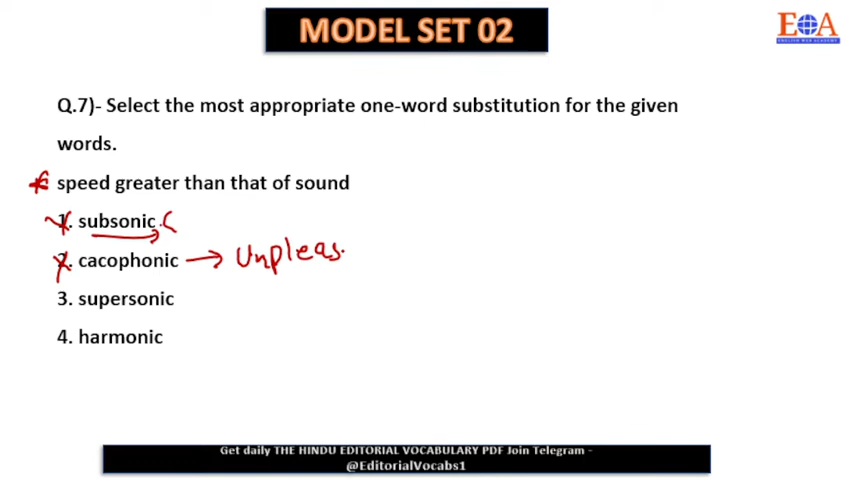 MODEL SET 02
EWA
ENGLISH WAR ACADEMY
Q.7)- Select the most appropriate one-word substitution for the given
words.
speed greater than that of sound
1. subsonic
2. cacophonic → Unpleas.
3. supersonic
4. harmonic
Get daily THE HINDU EDITORIAL VOCABULARY PDF Join Telegram -
@EditorialVocabs1